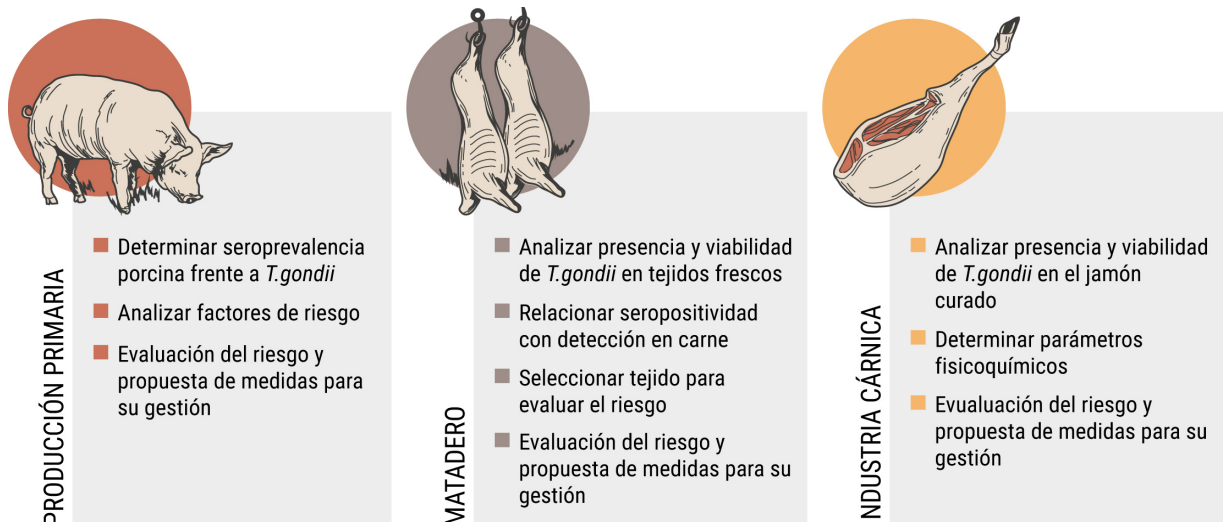 PRODUCCIÓN PRIMARIA
Determinar seroprevalencia
porcina frente a T.gondii
Analizar factores de riesgo
Evaluación del riesgo y
propuesta de medidas para
su gestión
MATADERO
Analizar presencia y viabilidad
de T.gondii en tejidos frescos
Relacionar seropositividad
con detección en carne
Seleccionar tejido para
evaluar el riesgo
Evaluación del riesgo y
propuesta de medidas para su
gestión
NDUSTRIA CÁRNICA
Analizar presencia y viabilidad
de T.gondii en el jamón
curado
Determinar parámetros
fisicoquímicos
Evualuación del riesgo y
propuesta de medidas para su
gestión